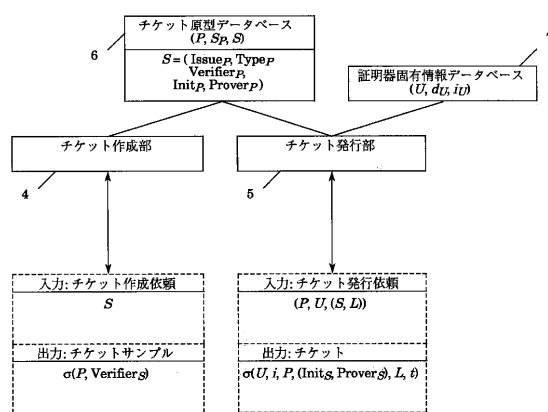 チケット原型データベース
(P, SP, S)
6
S = ( IssueP, TypeP
VerifierP,
InitP, ProverP )
証明器固有情報データベース
(U, dU, iU)
チケット作成部
チケット発行部
4
5
入力: チケット作成依頼
S
入力: チケット発行依頼
(P, U, (S, L))
出力: チケットサンプル
σ(P, VerifierS)
出力: チケット
σ(U, i, P, (InitS, ProverS), L, t)